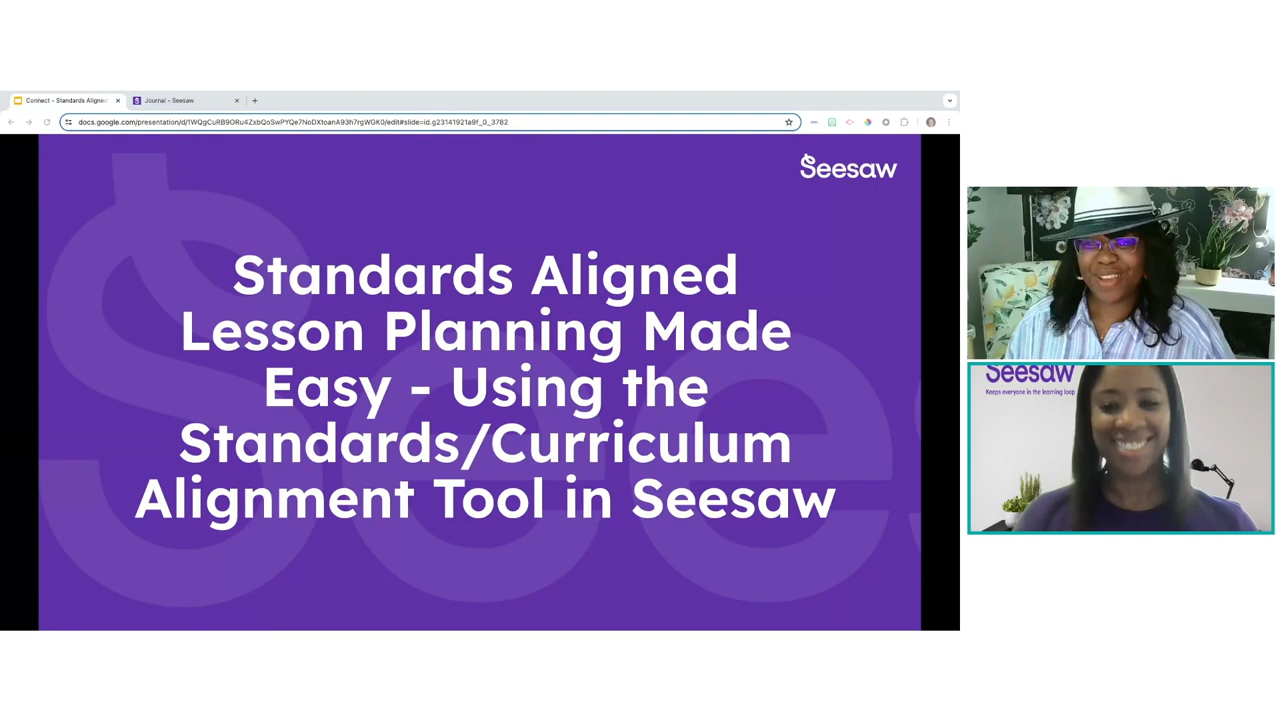 Connect - Standards Aligned
Journal - Seesaw
docs.google.com/presentation/d/1WQgCuRB9ORu4ZxbQoSwPYQe7NoDXtoanA93h7rgWGK0/edit#slide=id.g23141921a9f_0_3782
Seesaw
Standards Aligned
Lesson Planning Made
Easy - Using the
Standards/Curriculum
Alignment Tool in Seesaw
Seesaw
Keeps everyone in the learning loop